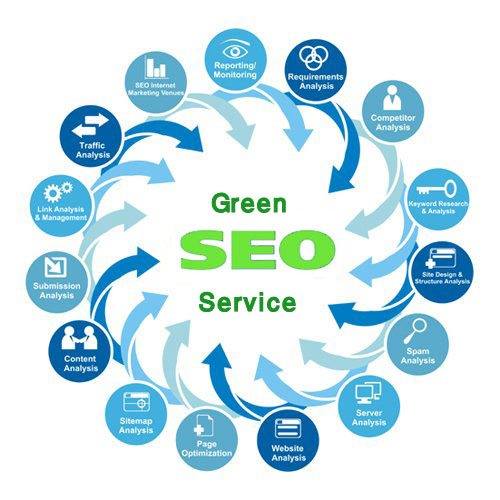 Reporting/
Monitoring
Requirements
Analysis
Competitor
Analysis
Keyword Research
& Analysis
Site Design &
Structure Analysis
Spam
Analysis
Server
Analysis
Website
Analysis
Page
Optimization
Sitemap
Analysis
Content
Analysis
Submission
Analysis
Link Analysis
& Management
Traffic
Analysis
SEO Internet
Marketing Venues
Green
SEO
Service